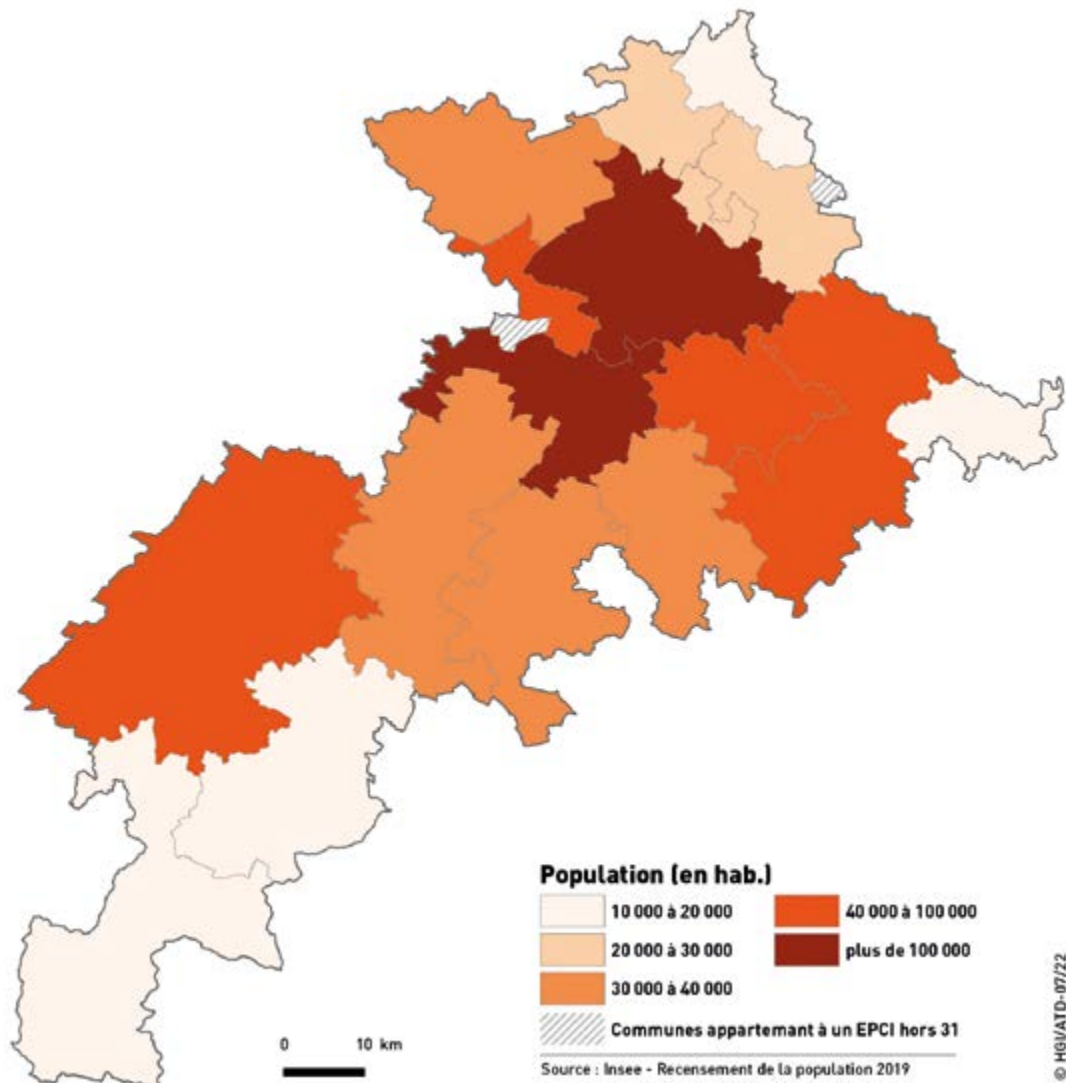 Population (en hab.)
10 000 à 20 000
20 000 à 30 000
30 000 à 40 000
40 000 à 100 000
plus de 100 000
Communes appartenant à un EPCI hors 31
0 10 km
Source : Insee - Recensement de la population 2019
© HGI/ATD-07/22